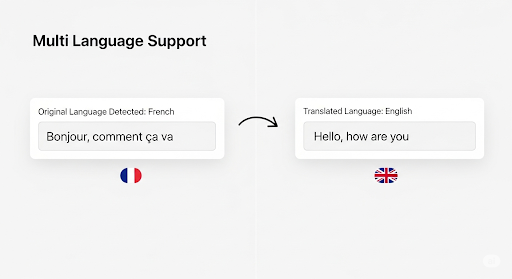 Multi Language Support
Original Language Detected: French
Bonjour, comment ça va
Translated Language: English
Hello, how are you